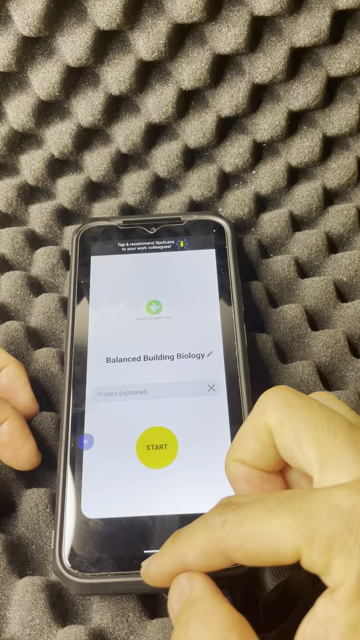 Tap & recommend SpotLens
to your work colleagues!
Balanced Building Biology
Project (optional)
START